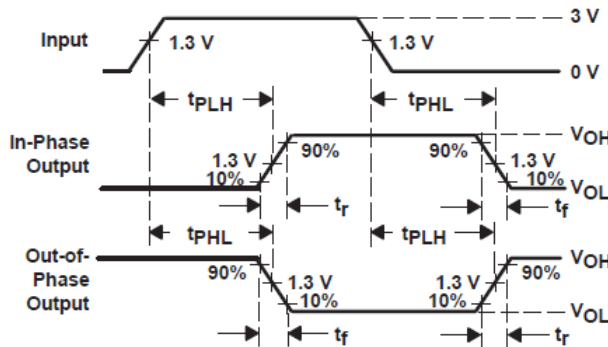 3 V
Input
1.3 V
1.3 V
0 V
tPLH
tPHL
In-Phase
Output
VOH
90%
90%
1.3 V
1.3 V
10%
10%
VOL
tr
tf
tPHL
tPLH
Out-of-
Phase
Output
VOH
90%
90%
1.3 V
1.3 V
10%
10%
VOL
tf
tr